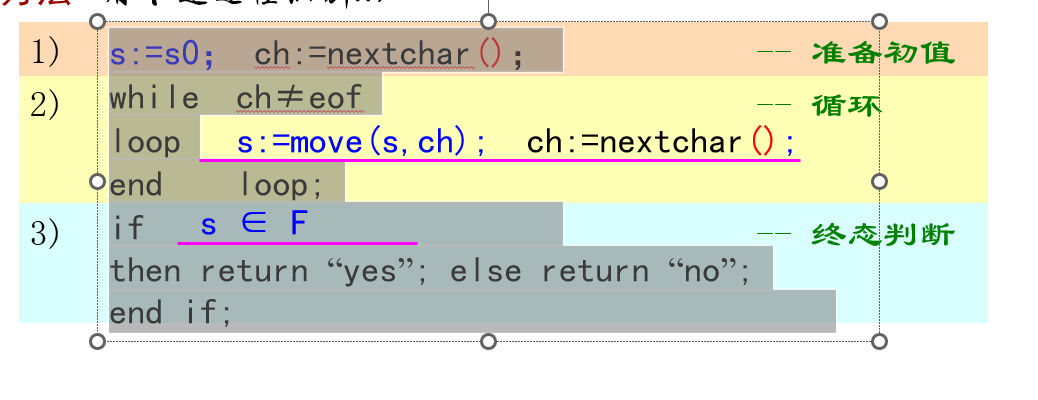 方法
1) s:=s0; ch:=nextchar(); -- 准备初值
2) while ch≠eof -- 循环
loop s:=move(s,ch); ch:=nextchar();
end loop;
3) if s ∈ F -- 终态判断
then return “yes”; else return “no”;
end if;